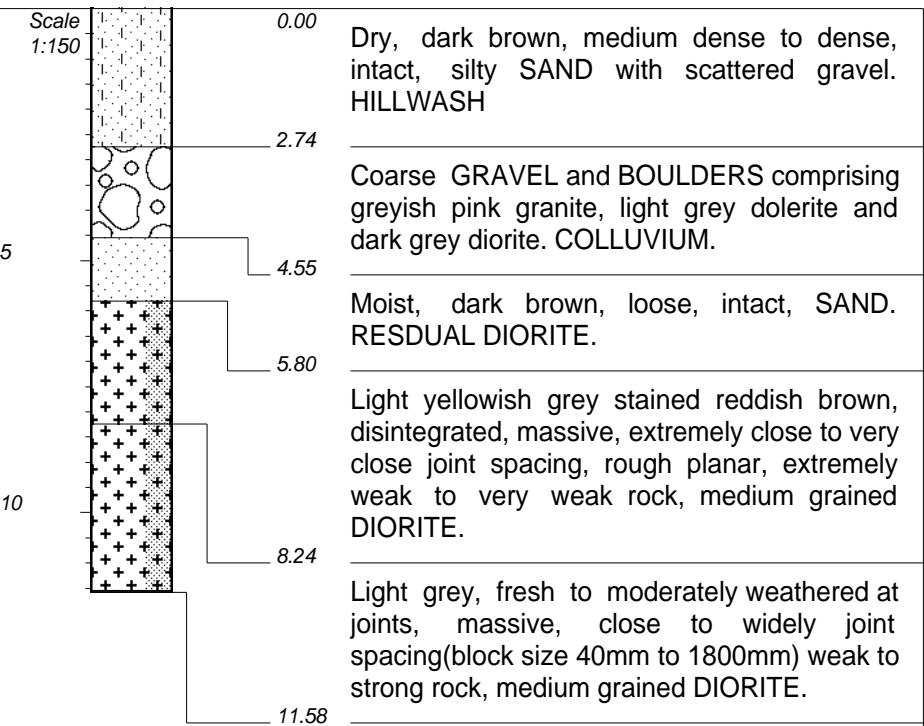 Scale
1:150
0.00
Dry, dark brown, medium dense to dense,
intact, silty SAND with scattered gravel.
HILLWASH
2.74
Coarse GRAVEL and BOULDERS comprising
greyish pink granite, light grey dolerite and
dark grey diorite. COLLUVIUM.
5
4.55
Moist, dark brown, loose, intact, SAND.
RESDUAL DIORITE.
5.80
Light yellowish grey stained reddish brown,
disintegrated, massive, extremely close to very
close joint spacing, rough planar, extremely
weak to very weak rock, medium grained
DIORITE.
10
8.24
Light grey, fresh to moderately weathered at
joints, massive, close to widely joint
spacing(block size 40mm to 1800mm) weak to
strong rock, medium grained DIORITE.
11.58